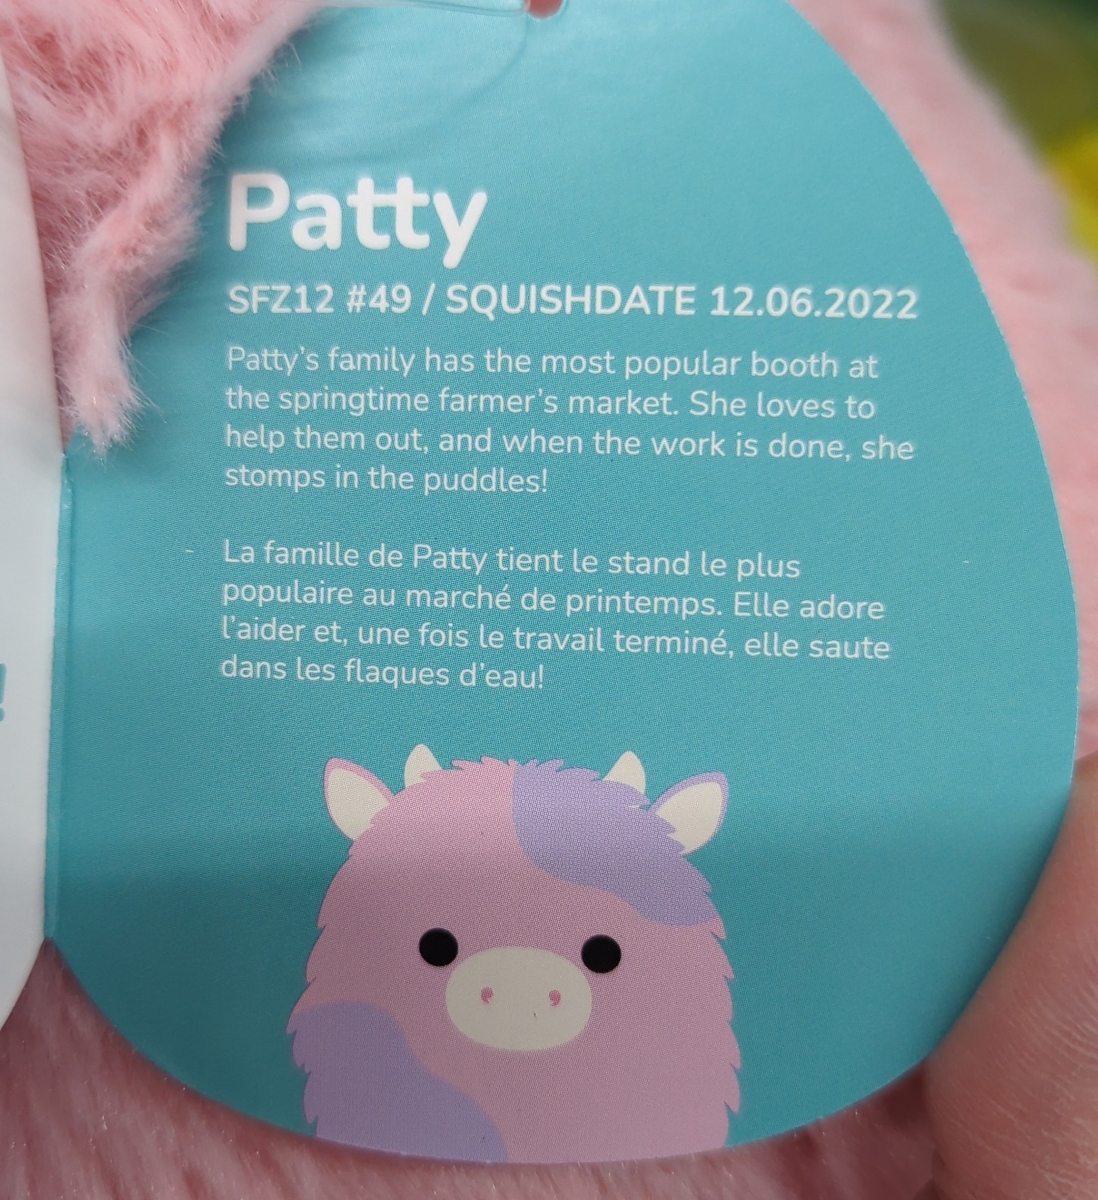 Patty
SFZ12 #49 / SQUISHDATE 12.06.2022
Patty's family has the most popular booth at
the springtime farmer's market. She loves to
help them out, and when the work is done, she
stomps in the puddles!
La famille de Patty tient le stand le plus
populaire au marché de printemps. Elle adore
l'aider et, une fois le travail terminé, elle saute
dans les flaques d'eau!
!